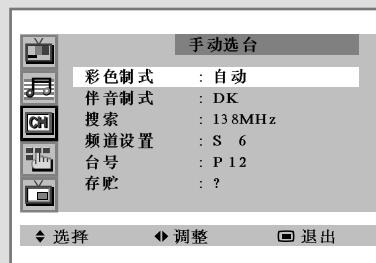 手动选台
彩色制式 : 自动
伴音制式 : DK
搜索 : 138MHz
频道设置 : S 6
台号 : P 12
存贮 : ?
CH
选择 调整 退出